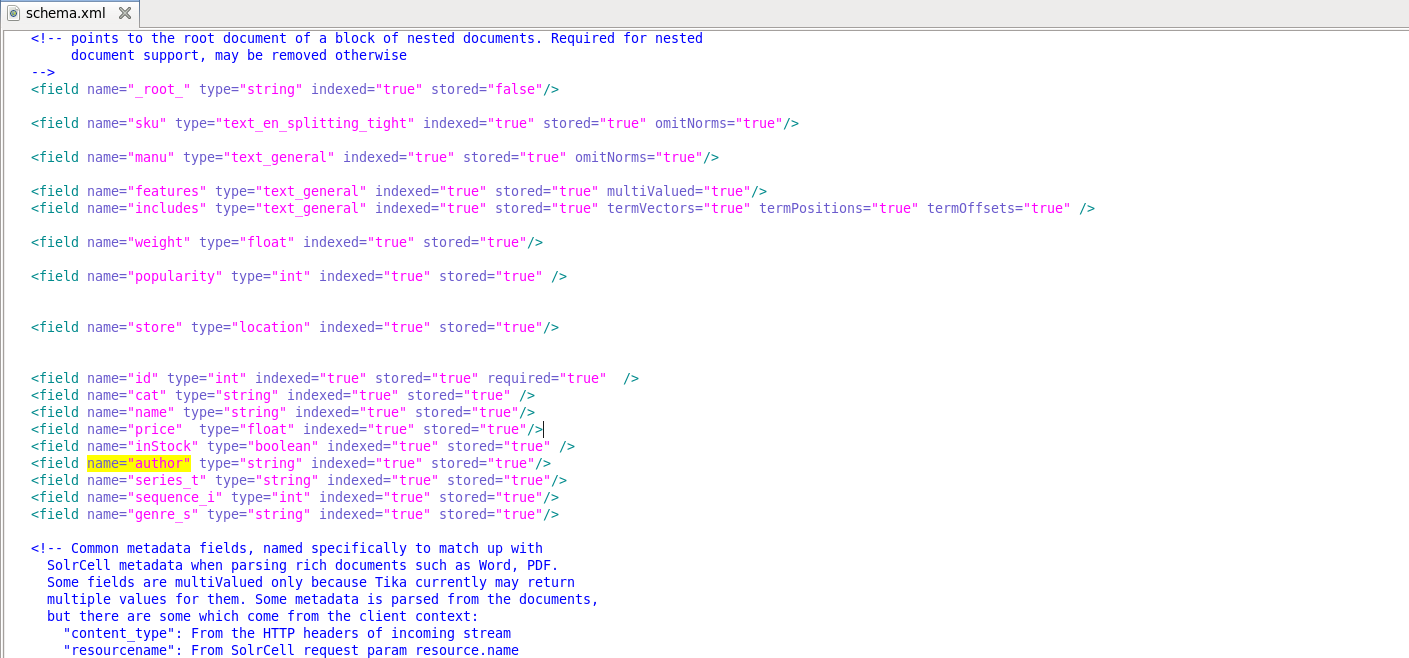 schema.xml
<!-- points to the root document of a block of nested documents. Required for nested
document support, may be removed otherwise
-->
<field name="_root_" type="string" indexed="true" stored="false"/>
<field name="sku" type="text_en_splitting_tight" indexed="true" stored="true" omitNorms="true"/>
<field name="manu" type="text_general" indexed="true" stored="true" omitNorms="true"/>
<field name="features" type="text_general" indexed="true" stored="true" multiValued="true"/>
<field name="includes" type="text_general" indexed="true" stored="true" termVectors="true" termPositions="true" termOffsets="true" />
<field name="weight" type="float" indexed="true" stored="true"/>
<field name="popularity" type="int" indexed="true" stored="true" />
<field name="store" type="location" indexed="true" stored="true"/>
<field name="id" type="int" indexed="true" stored="true" required="true"  />
<field name="cat" type="string" indexed="true" stored="true" />
<field name="name" type="string" indexed="true" stored="true"/>
<field name="price"  type="float" indexed="true" stored="true"/>
<field name="inStock" type="boolean" indexed="true" stored="true" />
<field name="author" type="string" indexed="true" stored="true"/>
<field name="series_t" type="string" indexed="true" stored="true"/>
<field name="sequence_i" type="int" indexed="true" stored="true"/>
<field name="genre_s" type="string" indexed="true" stored="true"/>
<!-- Common metadata fields, named specifically to match up with
SolrCell metadata when parsing rich documents such as Word, PDF.
Some fields are multiValued only because Tika currently may return
multiple values for them. Some metadata is parsed from the documents,
but there are some which come from the client context:
"content_type": From the HTTP headers of incoming stream
"resourcename": From SolrCell request param resource.name